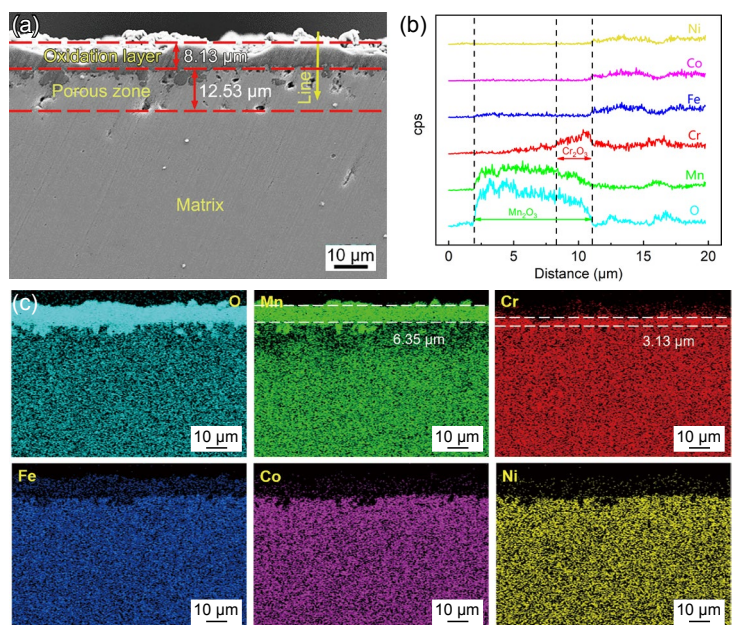 (a)
Oxidation layer
8.13 μm
Porous zone
12.53 μm
Line
Matrix
10 μm
(b)
cps
Ni
Co
Fe
Cr
Cr₂O₃
Mn
Mn₂O₃
O
0 5 10 15 20
Distance (μm)
(c)
O
10 μm
Mn
6.35 μm
10 μm
Cr
3.13 μm
10 μm
Fe
10 μm
Co
10 μm
Ni
10 μm